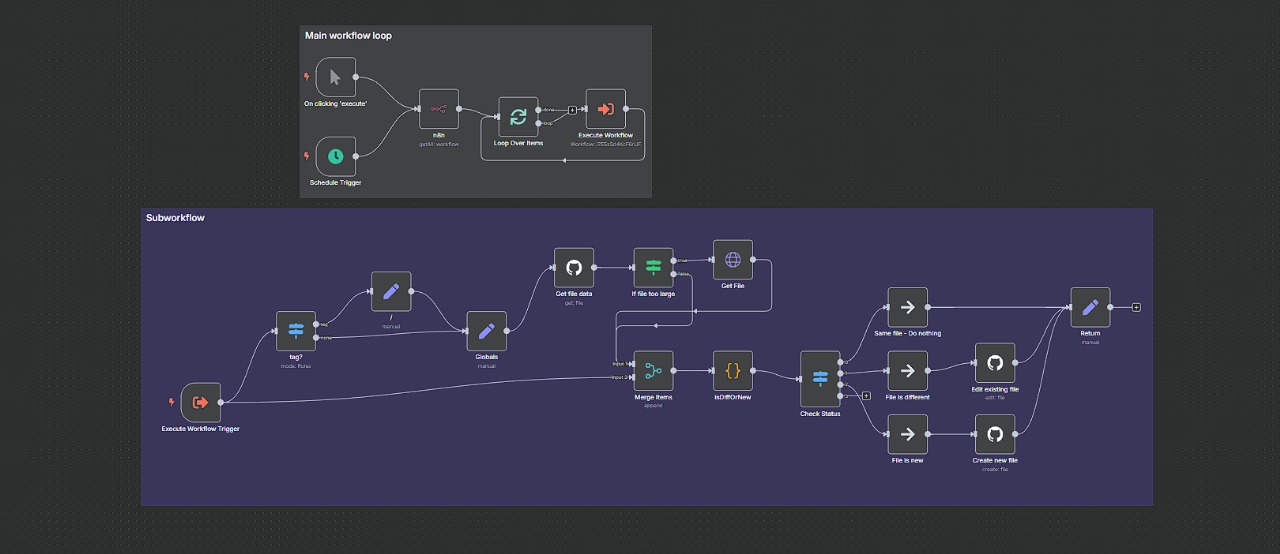 Main workflow loop
On clicking 'execute'
n8n
getAll: workflow
done
loop
Loop Over Items
Execute Workflow
Schedule Trigger
Subworkflow
Execute Workflow Trigger
tag?
mode: Rules
tag
none
/
manual
Globals
manual
Get file data
get: file
If file too large
true
false
Get File
Input 1
Input 2
Merge Items
append
isDiffOrNew
Check Status
0
Same file - Do nothing
File is different
File is new
Edit existing file
edit: file
Create new file
create: file
Return
manual